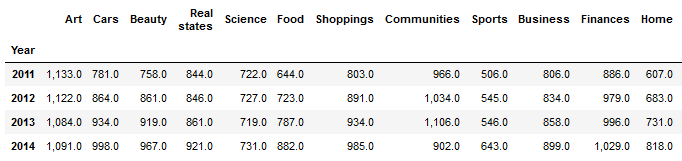 Art Cars Beauty Real states Science Food Shoppings Communities Sports Business Finances Home
Year
2011 1,133.0 781.0 758.0 844.0 722.0 644.0 803.0 966.0 506.0 806.0 886.0 607.0
2012 1,122.0 864.0 861.0 846.0 727.0 723.0 891.0 1,034.0 545.0 834.0 979.0 683.0
2013 1,084.0 934.0 919.0 861.0 719.0 787.0 934.0 1,106.0 546.0 858.0 996.0 731.0
2014 1,091.0 998.0 967.0 921.0 731.0 882.0 985.0 902.0 643.0 899.0 1,029.0 818.0